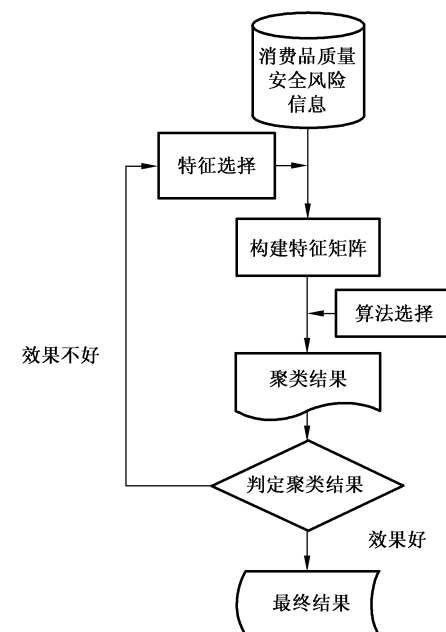 消费品质量
安全风险
信息
特征选择
构建特征矩阵
算法选择
效果不好
聚类结果
判定聚类结果
效果好
最终结果